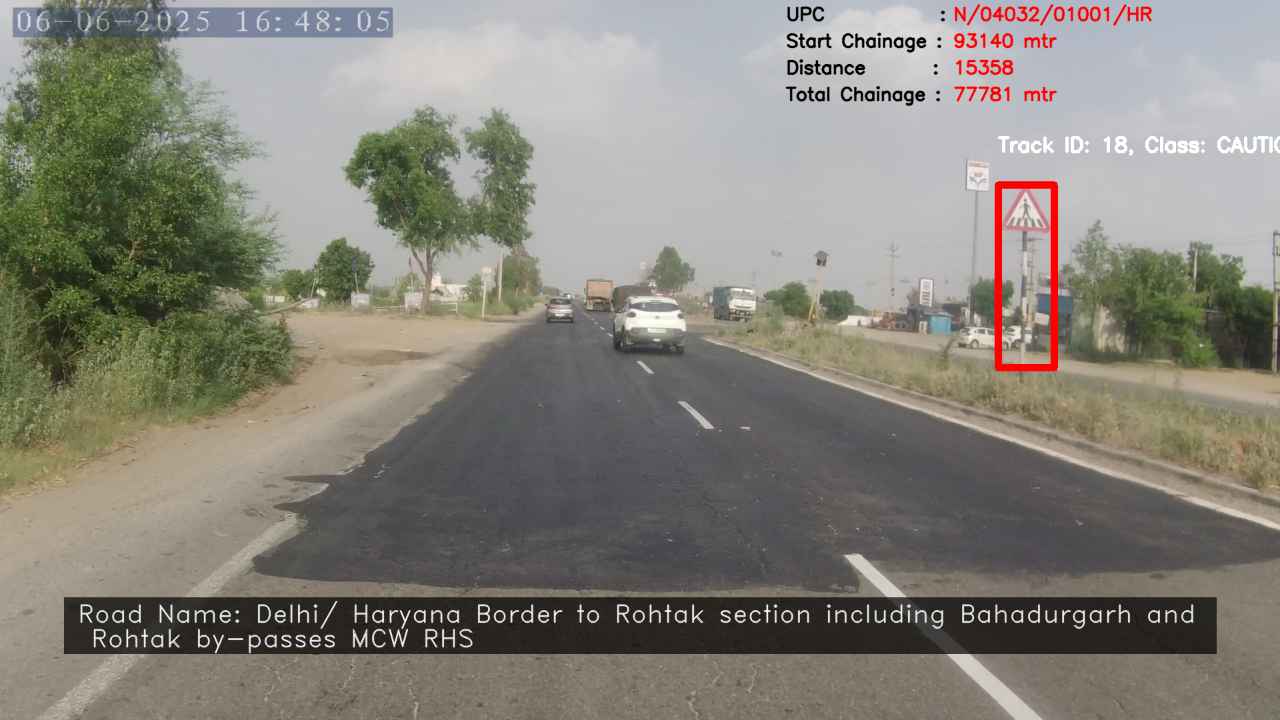 06-06-2025 16:48:05
UPC : N/04032/01001/HR
Start Chainage : 93140 mtr
Distance : 15358
Total Chainage : 77781 mtr
Track ID: 18, Class: CAUTIO
Road Name: Delhi/ Haryana Border to Rohtak section including Bahadurgarh and
Rohtak by-passes MCW RHS